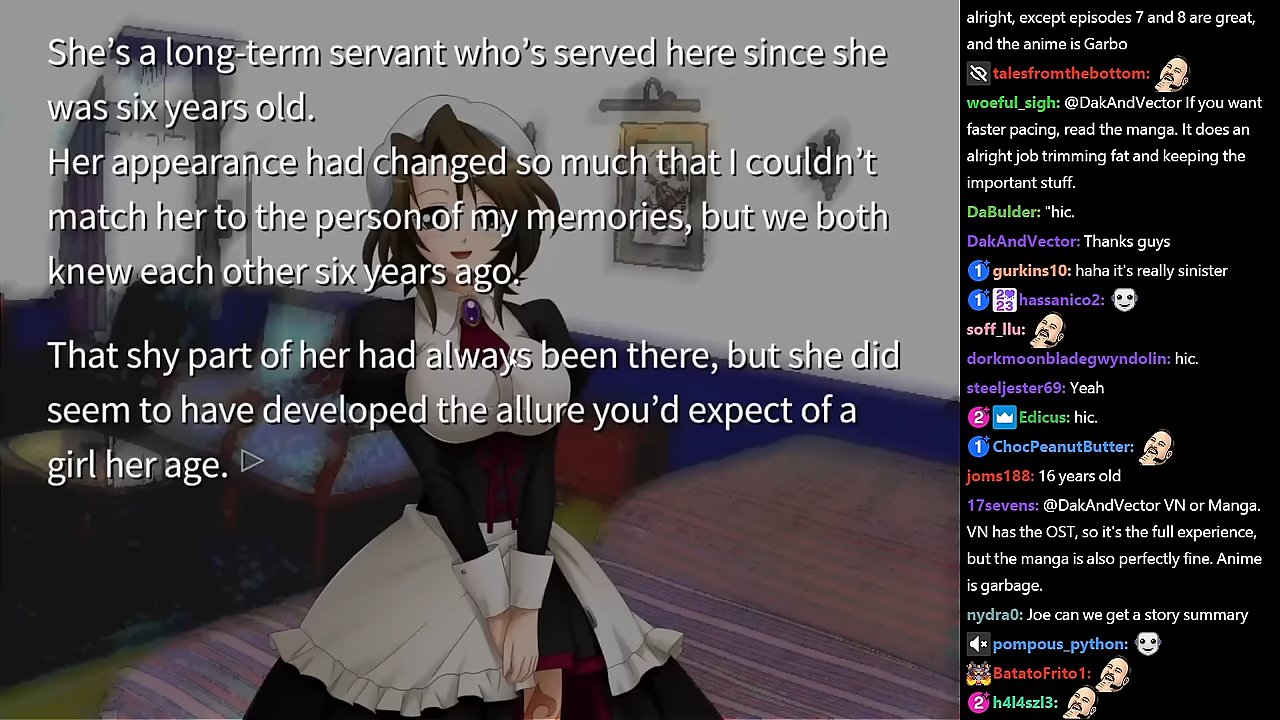 She's a long-term servant who's served here since she
was six years old.
Her appearance had changed so much that I couldn't
match her to the person of my memories, but we both
knew each other six years ago.
That shy part of her had always been there, but she did
seem to have developed the allure you'd expect of a
girl her age.
alright, except episodes 7 and 8 are great,
and the anime is Garbo
talesfromthebottom:
woeful_sigh: @DakAndVector If you want
faster pacing, read the manga. It does an
alright job trimming fat and keeping the
important stuff.
DaBulder: "hic.
DakAndVector: Thanks guys
1 gurkins10: haha it's really sinister
1 2023 hassanico2:
soff_llu:
dorkmoonbladegwyndolin: hic.
steeljester69: Yeah
2 Edicus: hic.
1 ChocPeanutButter:
joms188: 16 years old
17sevens: @DakAndVector VN or Manga.
VN has the OST, so it's the full experience,
but the manga is also perfectly fine. Anime
is garbage.
nydra0: Joe can we get a story summary
pompous_python:
BatatoFrito1:
2 h4l4szl3: